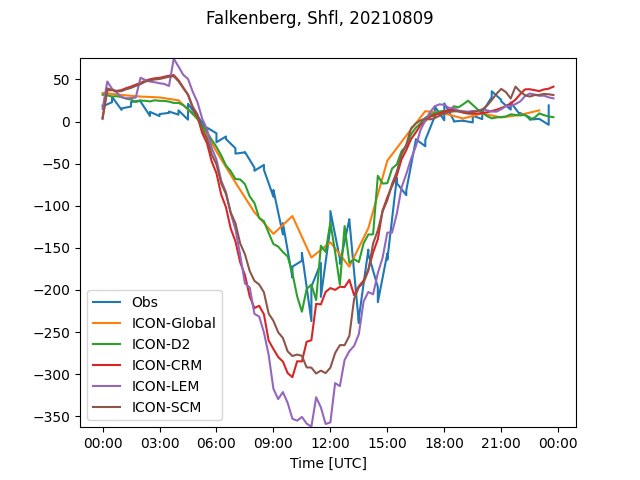 Falkenberg, Shfl, 20210809
50
0
−50
−100
−150
−200
−250
−300
−350
Obs
ICON-Global
ICON-D2
ICON-CRM
ICON-LEM
ICON-SCM
00:00 03:00 06:00 09:00 12:00 15:00 18:00 21:00 00:00
Time [UTC]